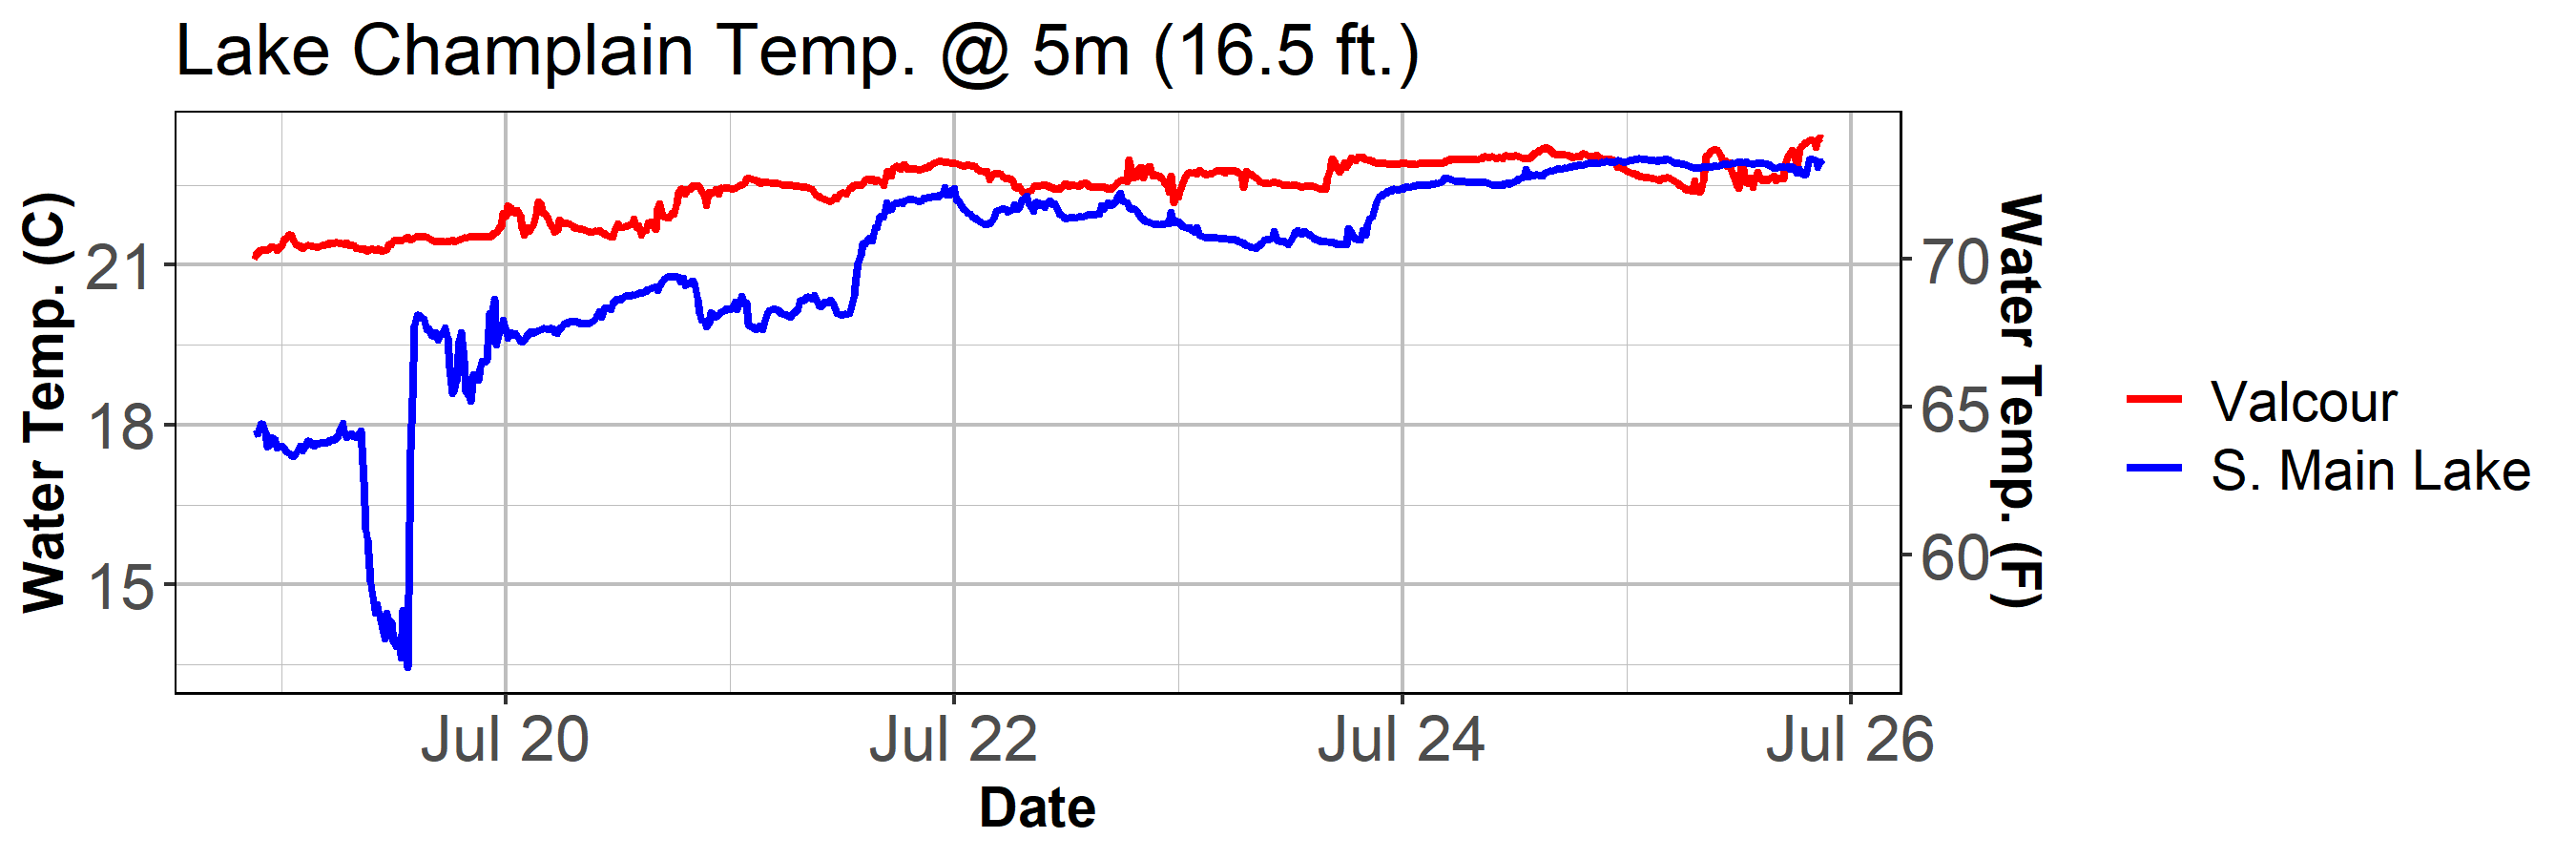 Lake Champlain Temp. @ 5m (16.5 ft.)
Water Temp. (C)
21
18
15
70
65
60
Water Temp. (F)
Jul 20
Jul 22
Jul 24
Jul 26
Date
Valcour
S. Main Lake